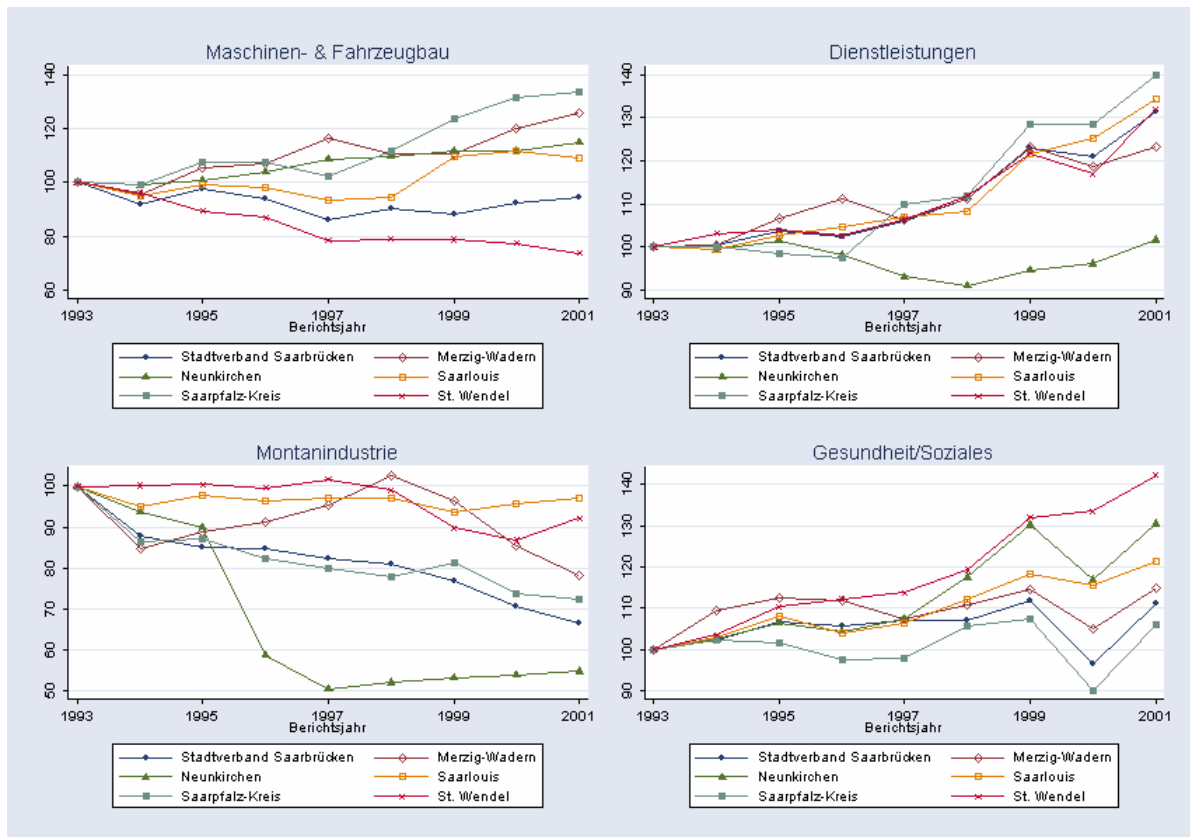 Maschinen- & Fahrzeugbau
140
120
100
80
60
1993 1995 1997 1999 2001
Berichtsjahr
Stadtverband Saarbrücken Merzig-Wadern
Neunkirchen Saarlouis
Saarpfalz-Kreis St. Wendel
Dienstleistungen
140
130
120
110
100
90
1993 1995 1997 1999 2001
Berichtsjahr
Stadtverband Saarbrücken Merzig-Wadern
Neunkirchen Saarlouis
Saarpfalz-Kreis St. Wendel
Montanindustrie
100
90
80
70
60
50
1993 1995 1997 1999 2001
Berichtsjahr
Stadtverband Saarbrücken Merzig-Wadern
Neunkirchen Saarlouis
Saarpfalz-Kreis St. Wendel
Gesundheit/Soziales
140
130
120
110
100
90
1993 1995 1997 1999 2001
Berichtsjahr
Stadtverband Saarbrücken Merzig-Wadern
Neunkirchen Saarlouis
Saarpfalz-Kreis St. Wendel